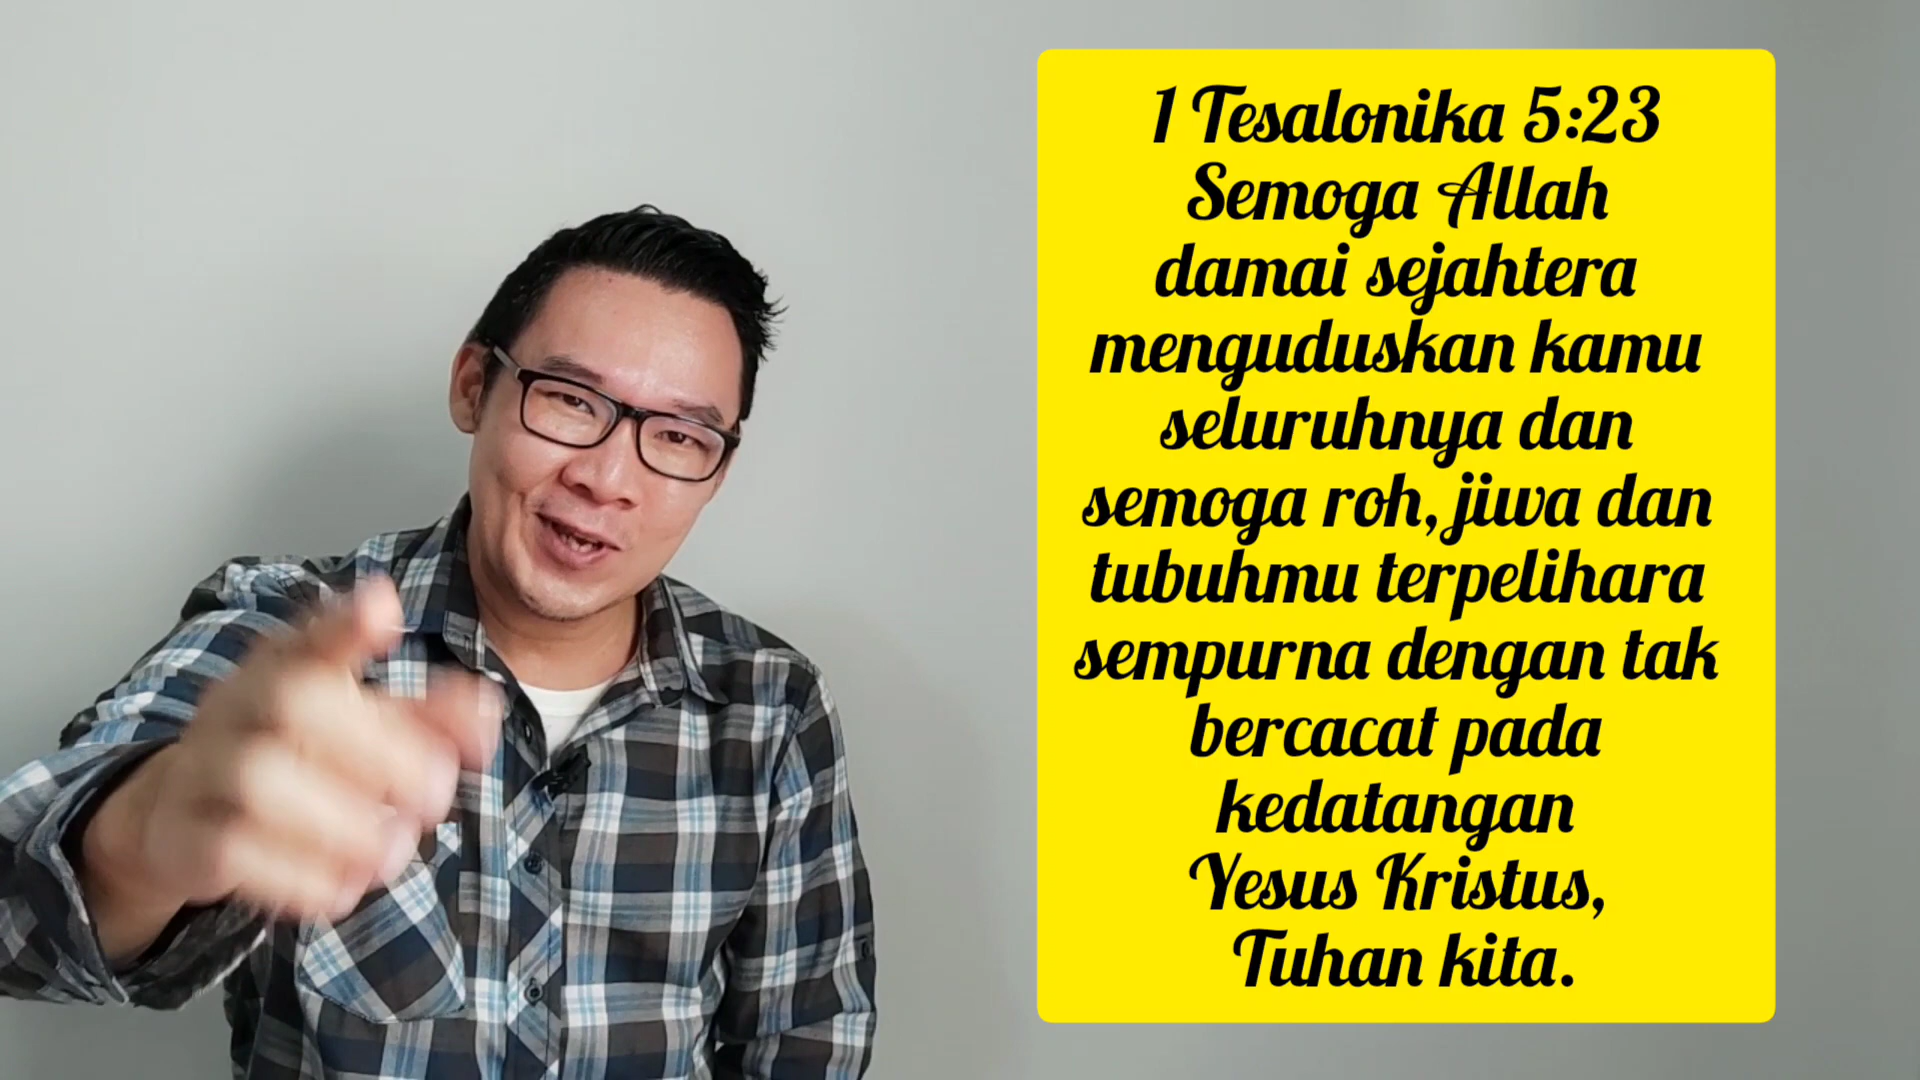 1 Tesalonika 5:23
Semoga Allah
damai sejahtera
menguduskan kamu
seluruhnya dan
semoga roh, jiwa dan
tubuhmu terpelihara
sempurna dengan tak
bercacat pada
kedatangan
Yesus Kristus,
Tuhan kita.